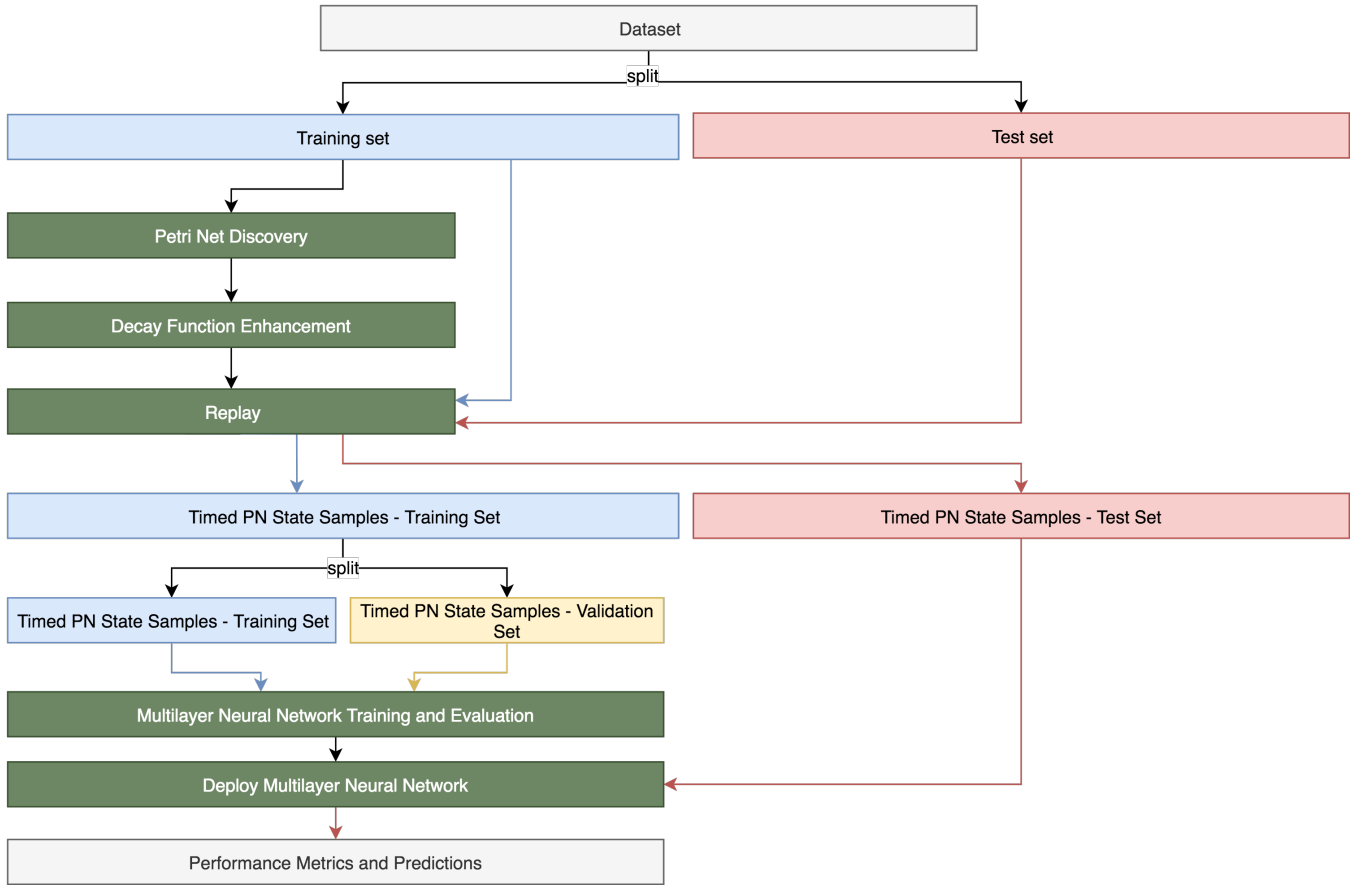 Dataset
split
Training set
Test set
Petri Net Discovery
Decay Function Enhancement
Replay
Timed PN State Samples - Training Set
Timed PN State Samples - Test Set
split
Timed PN State Samples - Training Set
Timed PN State Samples - Validation
Set
Multilayer Neural Network Training and Evaluation
Deploy Multilayer Neural Network
Performance Metrics and Predictions